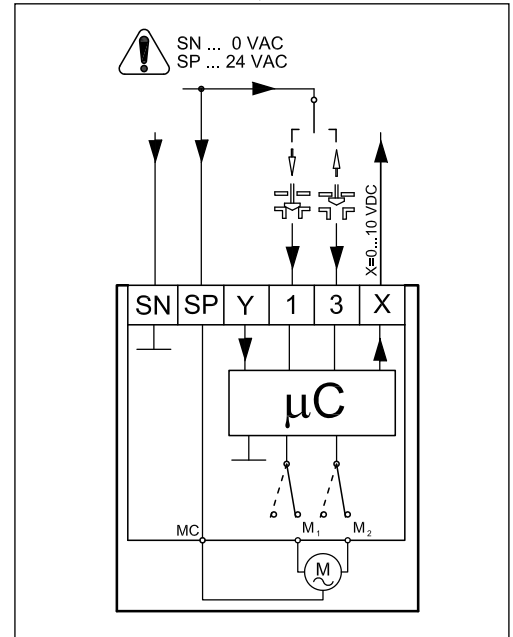 SN ... 0 VAC
SP ... 24 VAC
X=0...10 VDC
SN SP Y 1 3 X
μC
MC M₁ M₂
M